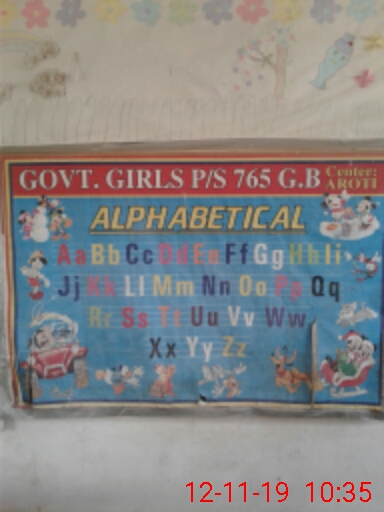 GOVT. GIRLS P/S 765 G.B Center: AROTI
ALPHABETICAL
Aa Bb Cc Dd Ee Ff Gg Hh Ii
Jj Kk Ll Mm Nn Oo Pp Qq
Rr Ss Tt Uu Vv Ww
Xx Yy Zz
12-11-19 10:35